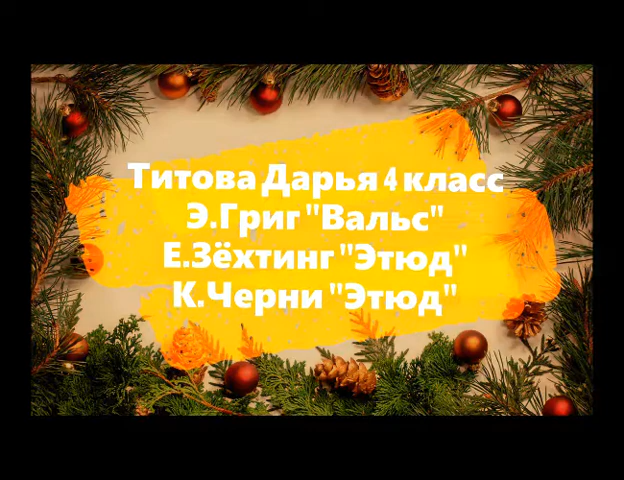 Титова Дарья 4 класс
Э.Григ "Вальс"
Е.Зёхтинг "Этюд"
К.Черни "Этюд"